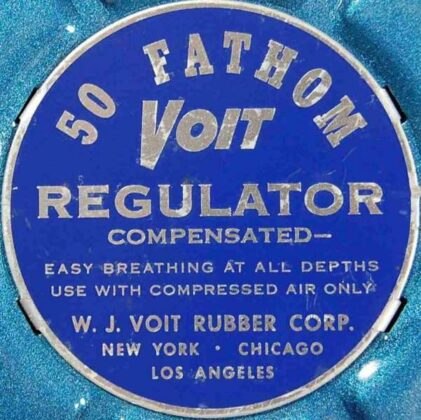 50 FATHOM
VOIT
REGULATOR
COMPENSATED—
EASY BREATHING AT ALL DEPTHS
USE WITH COMPRESSED AIR ONLY
W. J. VOIT RUBBER CORP.
NEW YORK · CHICAGO
LOS ANGELES